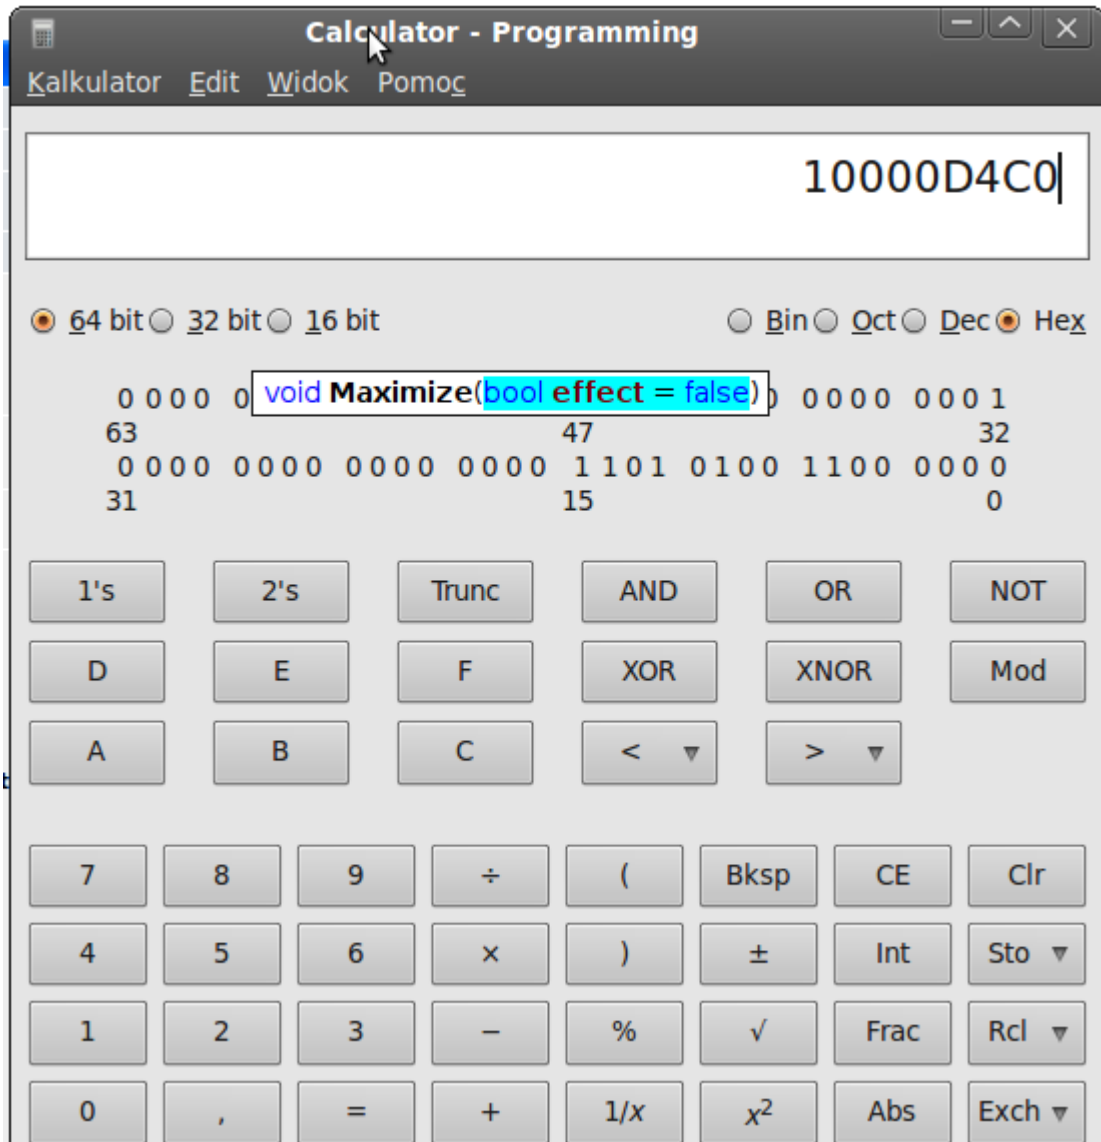 Calculator - Programming
Kalkulator Edit Widok Pomoc
10000D4C0
64 bit 32 bit 16 bit Bin Oct Dec Hex
0 0 0 0 0 void Maximize(bool effect = false) 0 0 0 0 0 0 0 1
63 47 32
0 0 0 0 0 0 0 0 0 0 0 0 0 0 0 0 1 1 0 1 0 1 0 0 1 1 0 0 0 0 0 0
31 15 0
1's 2's Trunc AND OR NOT
D E F XOR XNOR Mod
A B C < >
7 8 9 ÷ ( Bksp CE Clr
4 5 6 × ) ± Int Sto
1 2 3 − % √ Frac Rcl
0 , = + 1/x x² Abs Exch